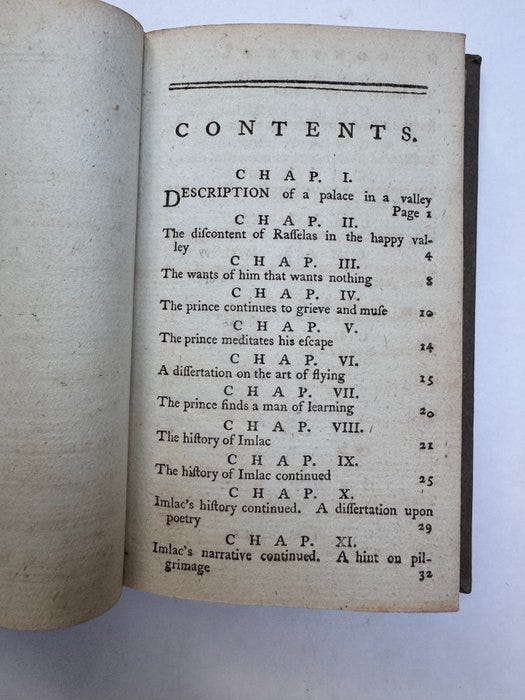 CONTENTS.
CHAP. I.
DESCRIPTION of a palace in a valley
Page 1
CHAP. II.
The diſcontent of Raſſelas in the happy val-
ley 4
CHAP. III.
The wants of him that wants nothing 8
CHAP. IV.
The prince continues to grieve and muſe 10
CHAP. V.
The prince meditates his eſcape 14
CHAP. VI.
A diſſertation on the art of flying 15
CHAP. VII.
The prince finds a man of learning 20
CHAP. VIII.
The hiſtory of Imlac 21
CHAP. IX.
The hiſtory of Imlac continued 25
CHAP. X.
Imlac's hiſtory continued. A diſſertation upon
poetry 29
CHAP. XI.
Imlac's narrative continued. A hint on pil-
grimage 32